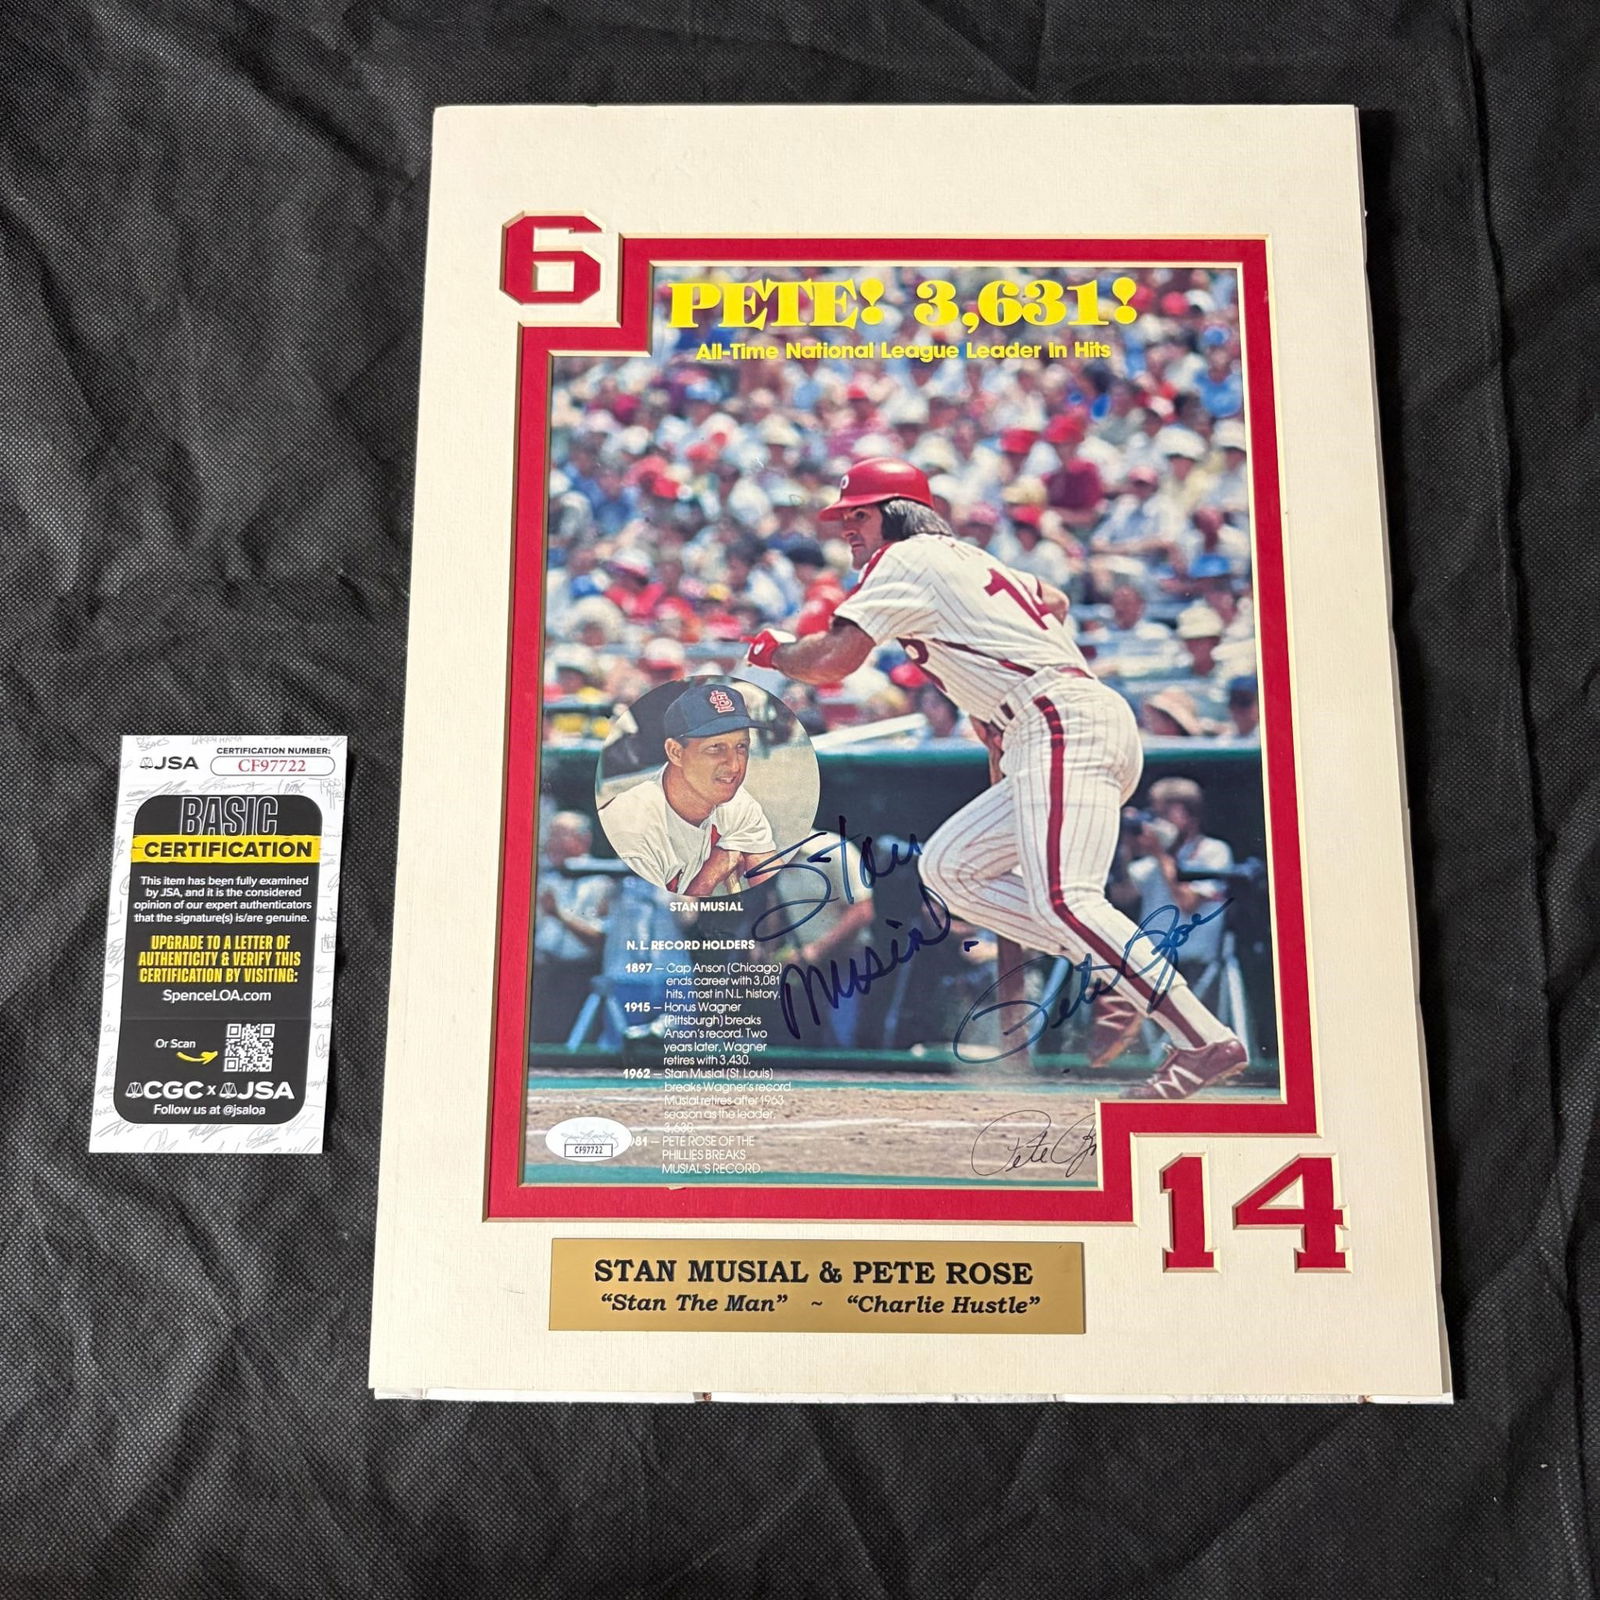 6
PETE! 3,631!
All-Time National League Leader In Hits
P
14
STL
STAN MUSIAL
Stan
Musial
Pete Rose
N.L. RECORD HOLDERS
1897 — Cap Anson (Chicago)
ends career with 3,081
hits, most in N.L. history.
1915 — Honus Wagner
(Pittsburgh) breaks
Anson's record. Two
years later, Wagner
retires with 3,430.
1962 — Stan Musial (St. Louis)
breaks Wagner's record.
Musial retires after 1963
season as the leader,
3,630.
981 — PETE ROSE OF THE
PHILLIES BREAKS
MUSIAL'S RECORD.
CF97722
Pete R
14
STAN MUSIAL & PETE ROSE
“Stan The Man” ~ “Charlie Hustle”
JSA
CERTIFICATION NUMBER:
CF97722
BASIC
CERTIFICATION
This item has been fully examined
by JSA, and it is the considered
opinion of our expert authenticators
that the signature(s) is/are genuine.
UPGRADE TO A LETTER OF
AUTHENTICITY & VERIFY THIS
CERTIFICATION BY VISITING:
SpenceLOA.com
Or Scan
CGC x JSA
Follow us at @jsaloa